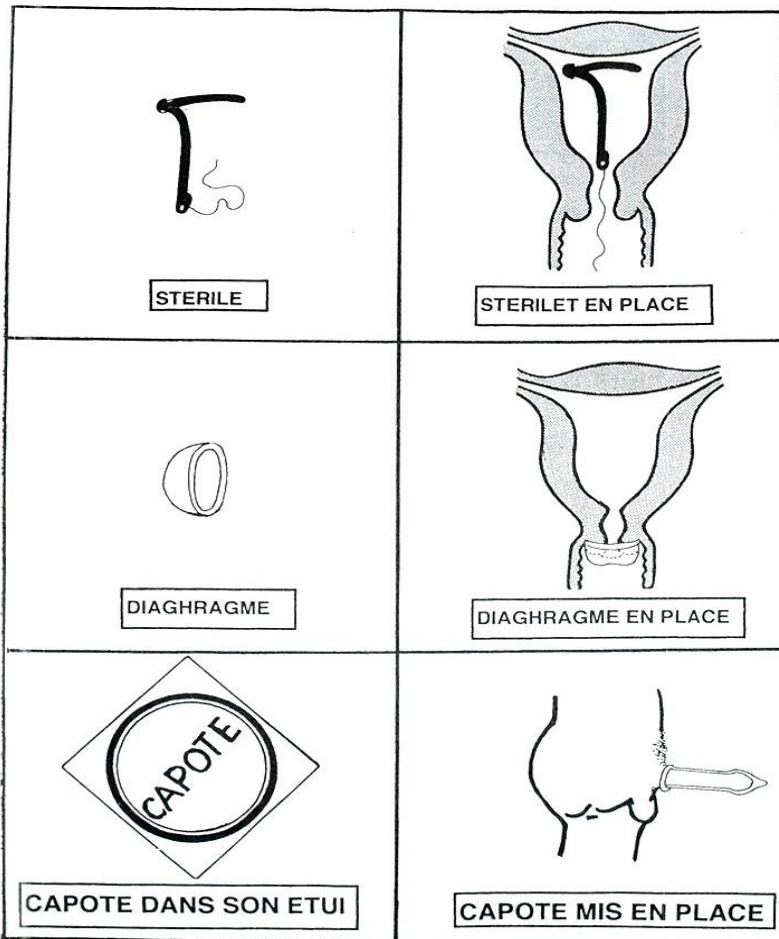 STERILE
STERILET EN PLACE
DIAGHRAGME
DIAGHRAGME EN PLACE
CAPOTE
CAPOTE DANS SON ETUI
CAPOTE MIS EN PLACE